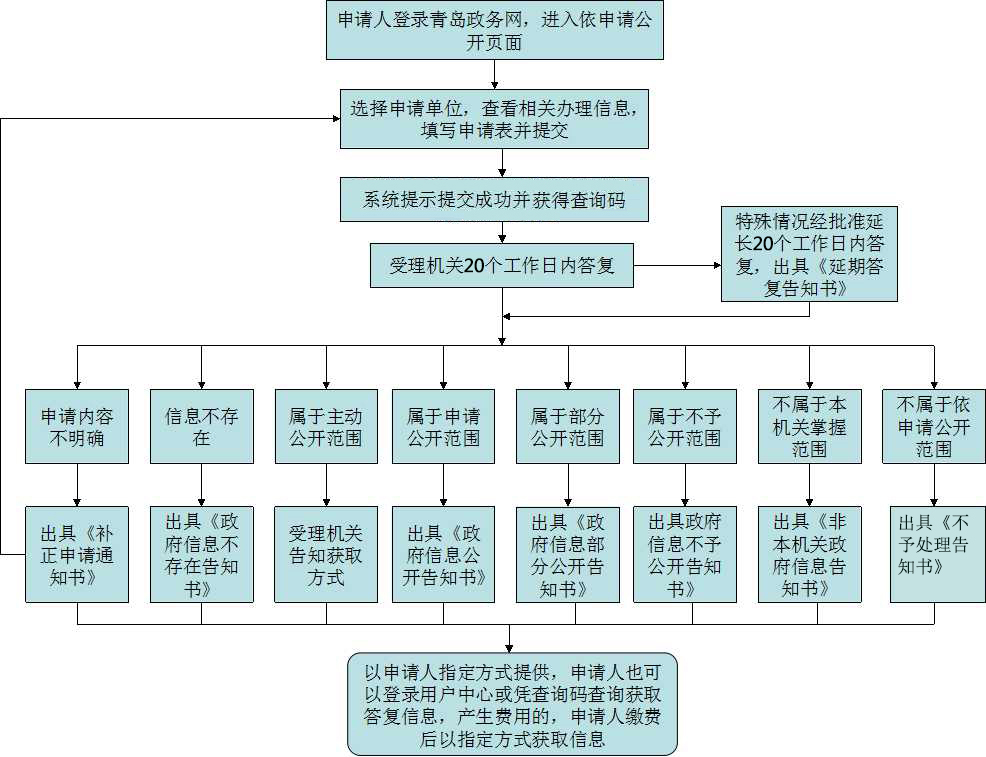 申请人登录青岛政务网，进入依申请公
开页面
选择申请单位，查看相关办理信息，
填写申请表并提交
系统提示提交成功并获得查询码
受理机关20个工作日内答复
特殊情况经批准延
长20个工作日内答
复，出具《延期答
复告知书》
申请内容
不明确
信息不存
在
属于主动
公开范围
属于申请
公开范围
属于部分
公开范围
属于不予
公开范围
不属于本
机关掌握
范围
不属于依
申请公开
范围
出具《补
正申请通
知书》
出具《政
府信息不
存在告知
书》
受理机关
告知获取
方式
出具《政
府信息公
开告知书》
出具《政
府信息部
分公开告
知书》
出具政府
信息不予
公开告知
书》
出具《非
本机关政
府信息告
知书》
出具《不
予处理告
知书》
以申请人指定方式提供，申请人也可
以登录用户中心或凭查询码查询获取
答复信息，产生费用的，申请人缴费
后以指定方式获取信息